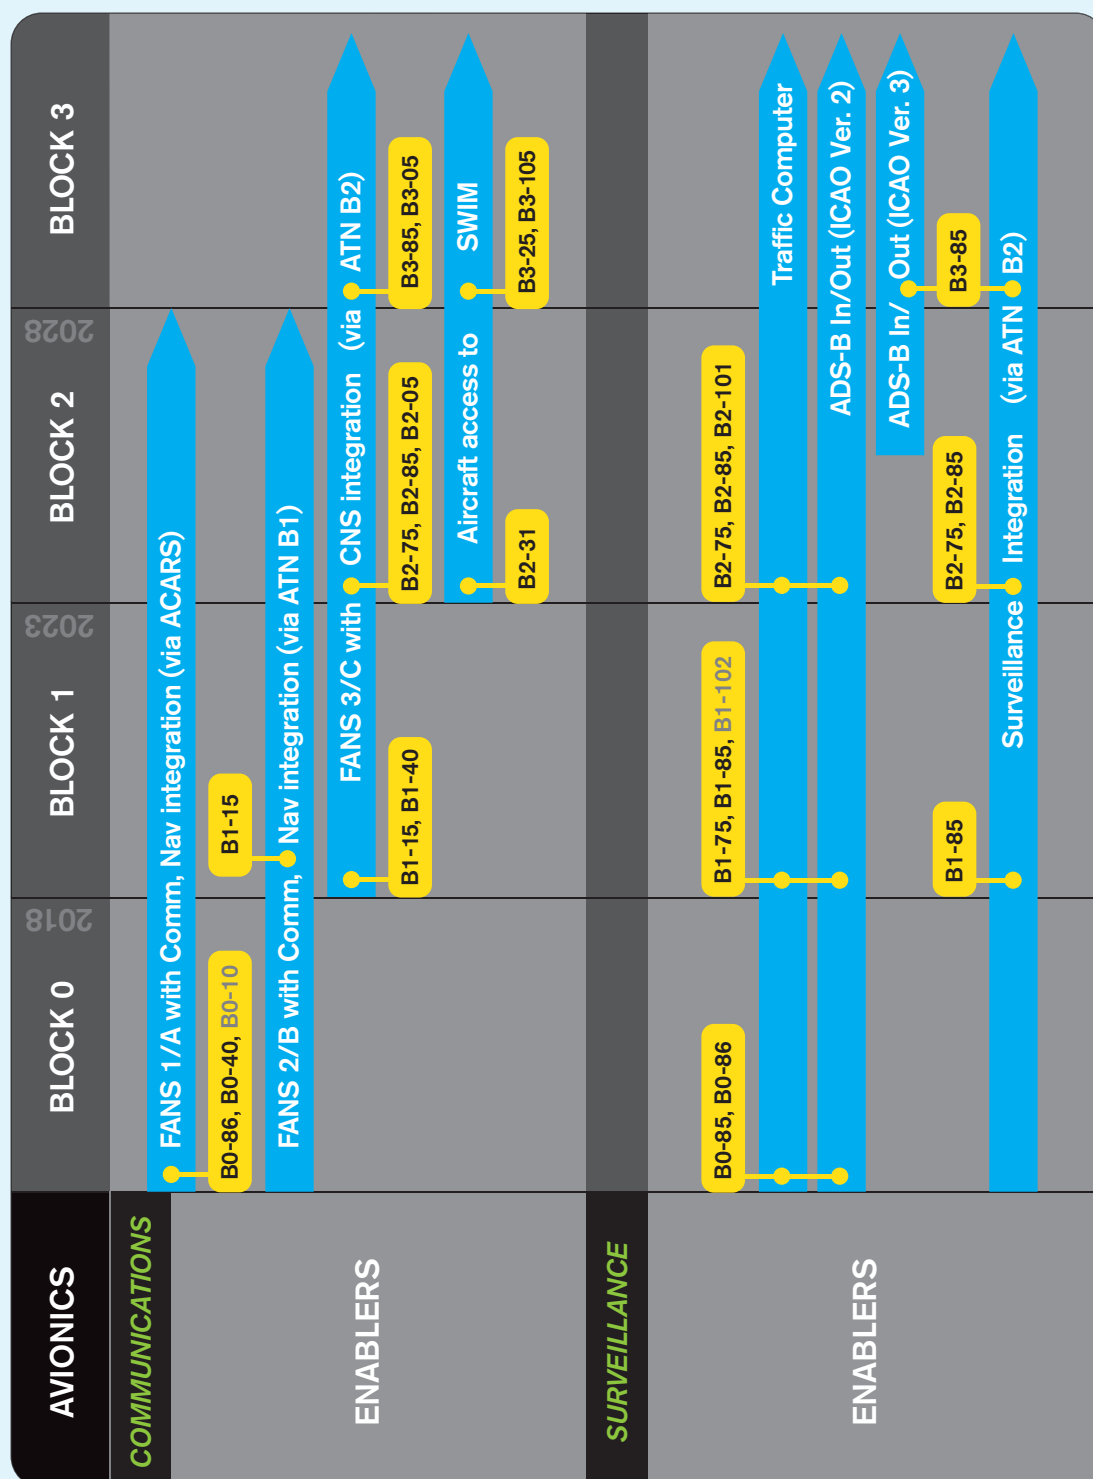 AVIONICS
BLOCK 0
2018
BLOCK 1
2023
BLOCK 2
2028
BLOCK 3
COMMUNICATIONS
ENABLERS
FANS 1/A with Comm, Nav integration (via ACARS)
B0-86, B0-40, B0-10
B1-15
FANS 2/B with Comm, Nav integration (via ATN B1)
FANS 3/C with CNS integration (via ATN B2)
B1-15, B1-40
B2-75, B2-85, B2-05
B3-85, B3-05
Aircraft access to SWIM
B2-31
B3-25, B3-105
SURVEILLANCE
ENABLERS
B0-85, B0-86
B1-75, B1-85, B1-102
B2-75, B2-85, B2-101
Traffic Computer
ADS-B In/Out (ICAO Ver. 2)
ADS-B In/ Out (ICAO Ver. 3)
B1-85
B2-75, B2-85
B3-85
Surveillance Integration (via ATN B2)